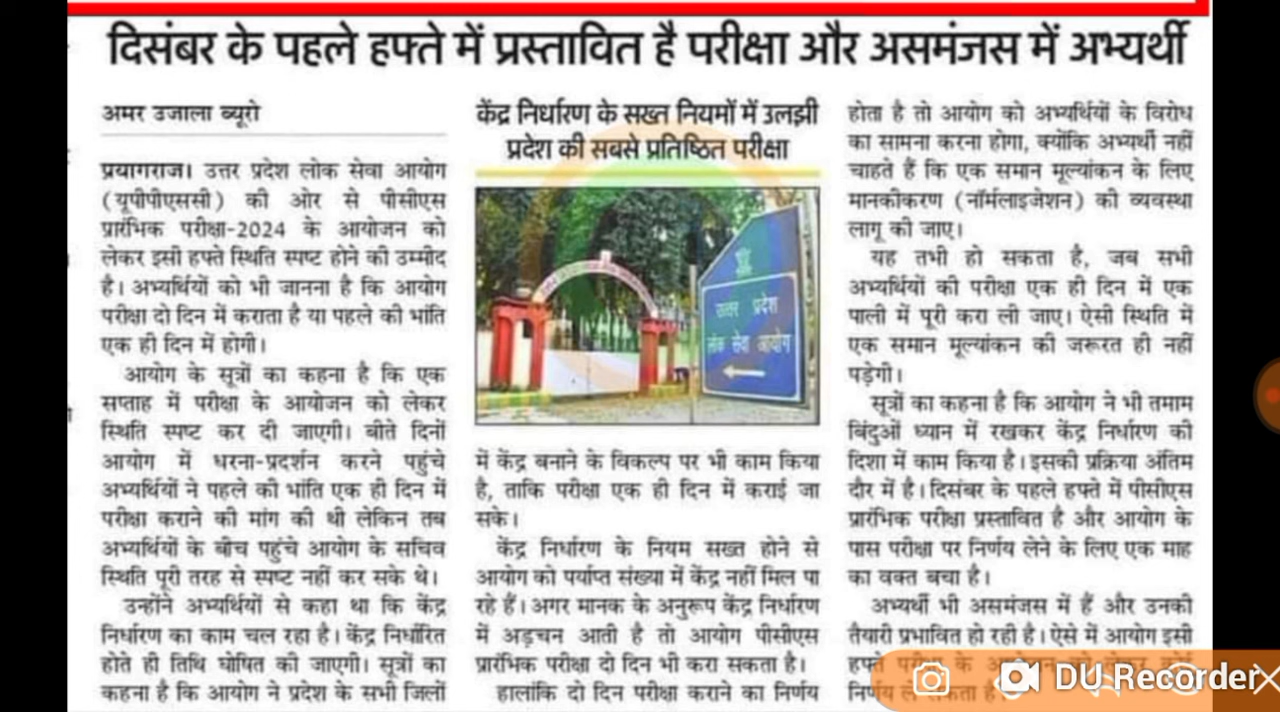 दिसंबर के पहले हफ्ते में प्रस्तावित है परीक्षा और असमंजस में अभ्यर्थी
अमर उजाला ब्यूरो
प्रयागराज। उत्तर प्रदेश लोक सेवा आयोग
(यूपीपीएससी) की ओर से पीसीएस
प्रारंभिक परीक्षा-2024 के आयोजन को
लेकर इसी हफ्ते स्थिति स्पष्ट होने की उम्मीद
है। अभ्यर्थियों को भी जानना है कि आयोग
परीक्षा दो दिन में कराता है या पहले की भांति
एक ही दिन में होगी।
आयोग के सूत्रों का कहना है कि एक
सप्ताह में परीक्षा के आयोजन को लेकर
स्थिति स्पष्ट कर दी जाएगी। बीते दिनों
आयोग में धरना-प्रदर्शन करने पहुंचे
अभ्यर्थियों ने पहले की भांति एक ही दिन में
परीक्षा कराने की मांग की थी लेकिन तब
अभ्यर्थियों के बीच पहुंचे आयोग के सचिव
स्थिति पूरी तरह से स्पष्ट नहीं कर सके थे।
उन्होंने अभ्यर्थियों से कहा था कि केंद्र
निर्धारण का काम चल रहा है। केंद्र निर्धारित
होते ही तिथि घोषित की जाएगी। सूत्रों का
कहना है कि आयोग ने प्रदेश के सभी जिलों
केंद्र निर्धारण के सख्त नियमों में उलझी
प्रदेश की सबसे प्रतिष्ठित परीक्षा
उत्तर प्रदेश
लोक सेवा आयोग
में केंद्र बनाने के विकल्प पर भी काम किया
है, ताकि परीक्षा एक ही दिन में कराई जा
सके।
केंद्र निर्धारण के नियम सख्त होने से
आयोग को पर्याप्त संख्या में केंद्र नहीं मिल पा
रहे हैं। अगर मानक के अनुरूप केंद्र निर्धारण
में अड़चन आती है तो आयोग पीसीएस
प्रारंभिक परीक्षा दो दिन भी करा सकता है।
हालांकि दो दिन परीक्षा कराने का निर्णय
होता है तो आयोग को अभ्यर्थियों के विरोध
का सामना करना होगा, क्योंकि अभ्यर्थी नहीं
चाहते हैं कि एक समान मूल्यांकन के लिए
मानकीकरण (नॉर्मलाइजेशन) की व्यवस्था
लागू की जाए।
यह तभी हो सकता है, जब सभी
अभ्यर्थियों की परीक्षा एक ही दिन में एक
पाली में पूरी करा ली जाए। ऐसी स्थिति में
एक समान मूल्यांकन की जरूरत ही नहीं
पड़ेगी।
सूत्रों का कहना है कि आयोग ने भी तमाम
बिंदुओं ध्यान में रखकर केंद्र निर्धारण की
दिशा में काम किया है। इसकी प्रक्रिया अंतिम
दौर में है। दिसंबर के पहले हफ्ते में पीसीएस
प्रारंभिक परीक्षा प्रस्तावित है और आयोग के
पास परीक्षा पर निर्णय लेने के लिए एक माह
का वक्त बचा है।
अभ्यर्थी भी असमंजस में हैं और उनकी
तैयारी प्रभावित हो रही है। ऐसे में आयोग इसी
हफ्ते परीक्षा के
निर्णय ले सकता है।
DU Recorder